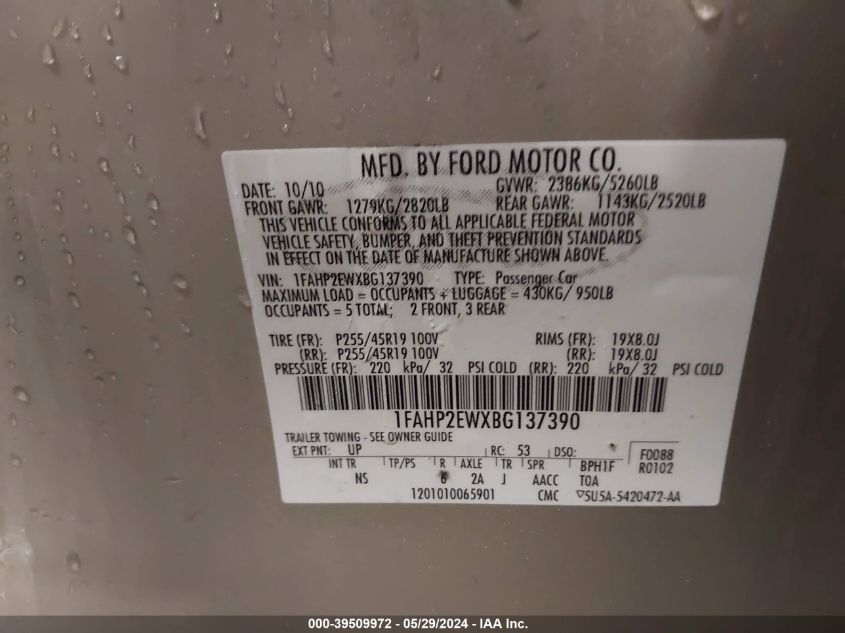 MFD. BY FORD MOTOR CO.
DATE: 10/10 GVWR: 2386KG/5260LB
FRONT GAWR: 1279KG/2820LB REAR GAWR: 1143KG/2520LB
THIS VEHICLE CONFORMS TO ALL APPLICABLE FEDERAL MOTOR
VEHICLE SAFETY, BUMPER, AND THEFT PREVENTION STANDARDS
IN EFFECT ON THE DATE OF MANUFACTURE SHOWN ABOVE.
VIN: 1FAHP2EWXBG137390 TYPE: Passenger Car
MAXIMUM LOAD = OCCUPANTS + LUGGAGE = 430KG/ 950LB
OCCUPANTS = 5 TOTAL; 2 FRONT, 3 REAR
TIRE (FR): P255/45R19 100V RIMS (FR): 19X8.0J
(RR): P255/45R19 100V (RR): 19X8.0J
PRESSURE (FR): 220 kPa/ 32 PSI COLD (RR): 220 kPa/ 32 PSI COLD
1FAHP2EWXBG137390
TRAILER TOWING - SEE OWNER GUIDE
EXT PNT: UP RC: 53 DSO: F0088
INT TR TP/PS R AXLE TR SPR BPH1F R0102
NS 6 2A J AACC TOA
1201010065901 CMC 5U5A-5420472-AA
000-39509972 - 05/29/2024 - IAA Inc.